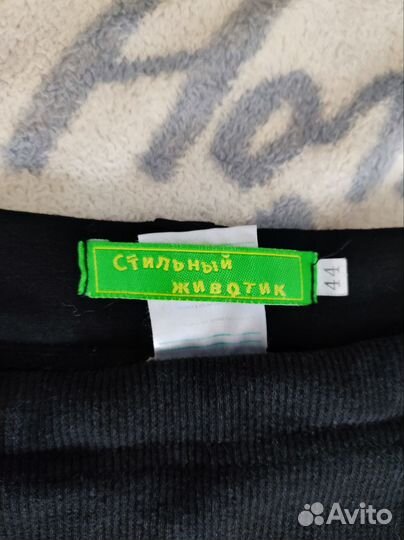 Стильный
животик
44
Avito